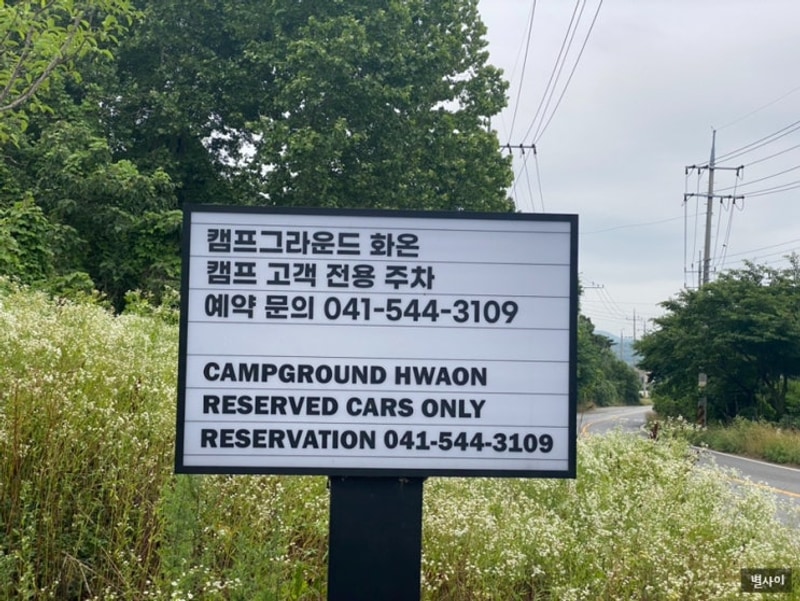 캠프그라운드 화온
캠프 고객 전용 주차
예약 문의 041-544-3109
CAMPGROUND HWAON
RESERVED CARS ONLY
RESERVATION 041-544-3109
별사이